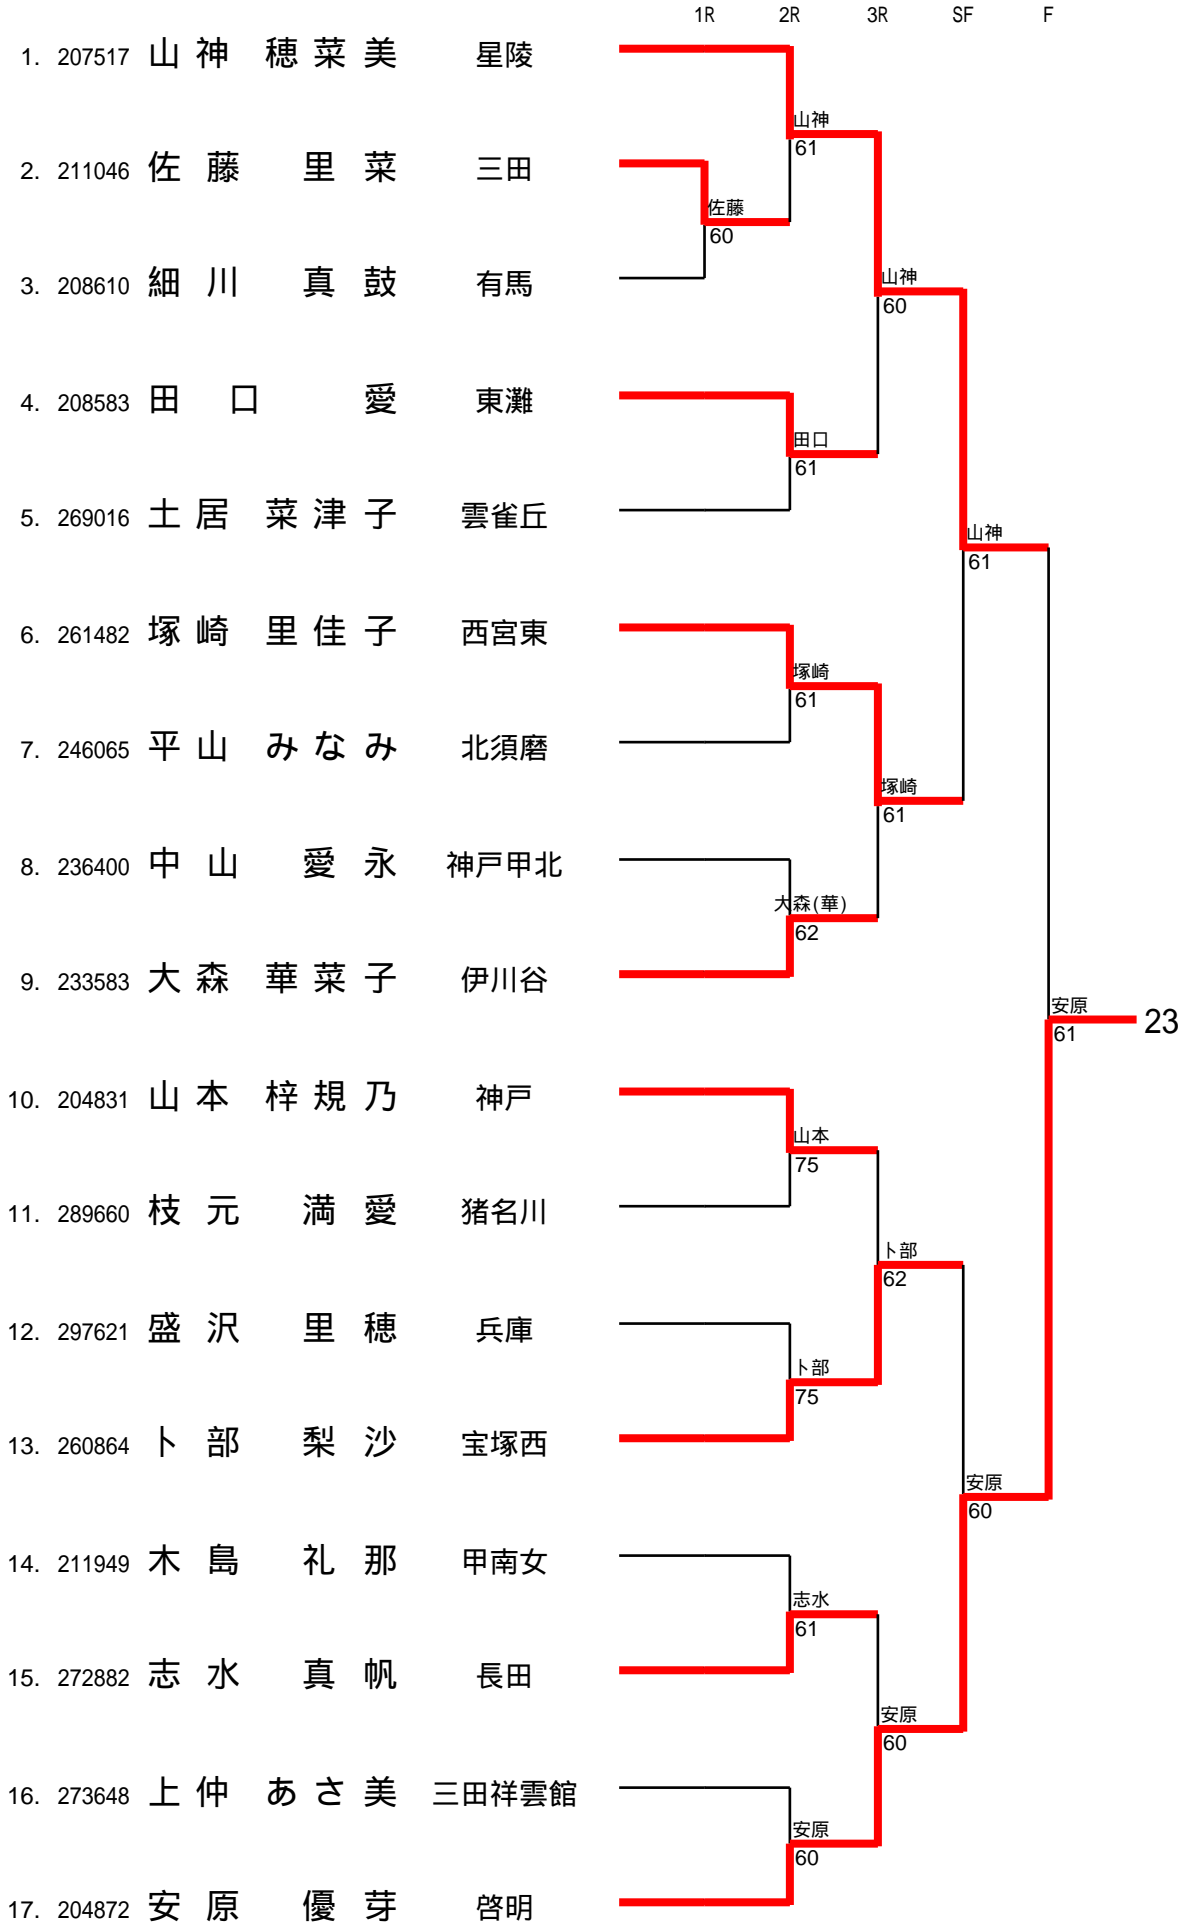 1R 2R 3R SF F
1. 207517 山神 穂菜美 星陵
山神
61
2. 211046 佐藤 里菜 三田
佐藤
60
3. 208610 細川 真鼓 有馬
山神
60
4. 208583 田口 愛 東灘
田口
61
5. 269016 土居 菜津子 雲雀丘
山神
61
6. 261482 塚崎 里佳子 西宮東
塚崎
61
7. 246065 平山 みなみ 北須磨
塚崎
61
8. 236400 中山 愛永 神戸甲北
大森(華)
62
9. 233583 大森 華菜子 伊川谷
安原
61
23
10. 204831 山本 梓規乃 神戸
山本
75
11. 289660 枝元 満愛 猪名川
卜部
62
12. 297621 盛沢 里穂 兵庫
卜部
75
13. 260864 卜部 梨沙 宝塚西
安原
60
14. 211949 木島 礼那 甲南女
志水
61
15. 272882 志水 真帆 長田
安原
60
16. 273648 上仲 あさ美 三田祥雲館
安原
60
17. 204872 安原 優芽 啓明